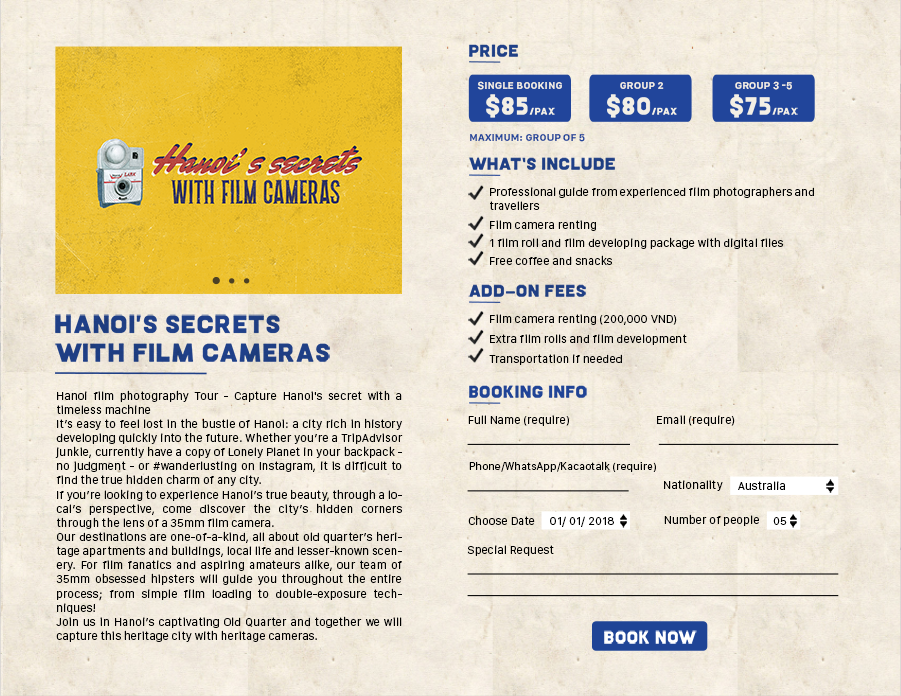 Hanoi's secrets
WITH FILM CAMERAS
HANOI'S SECRETS
WITH FILM CAMERAS
Hanoi film photography Tour - Capture Hanoi's secret with a
timeless machine
It's easy to feel lost in the bustle of Hanoi: a city rich in history
developing quickly into the future. Whether you're a TripAdvisor
junkie, currently have a copy of Lonely Planet in your backpack -
no judgment - or #wanderlusting on Instagram, it is difficult to
find the true hidden charm of any city.
If you're looking to experience Hanoi's true beauty, through a lo-
cal's perspective, come discover the city's hidden corners
through the lens of a 35mm film camera.
Our destinations are one-of-a-kind, all about old quarter's heri-
tage apartments and buildings, local life and lesser-known scen-
ery. For film fanatics and aspiring amateurs alike, our team of
35mm obsessed hipsters will guide you throughout the entire
process; from simple film loading to double-exposure tech-
niques!
Join us in Hanoi's captivating Old Quarter and together we will
capture this heritage city with heritage cameras.
PRICE
SINGLE BOOKING
$85/PAX
GROUP 2
$80/PAX
GROUP 3 -5
$75/PAX
MAXIMUM: GROUP OF 5
WHAT'S INCLUDE
Professional guide from experienced film photographers and
travellers
Film camera renting
1 film roll and film developing package with digital files
Free coffee and snacks
ADD-ON FEES
Film camera renting (200,000 VND)
Extra film rolls and film development
Transportation if needed
BOOKING INFO
Full Name (require) Email (require)
Phone/WhatsApp/Kacaotalk (require)
Nationality Australia
Choose Date 01/ 01/ 2018 Number of people 05
Special Request
BOOK NOW